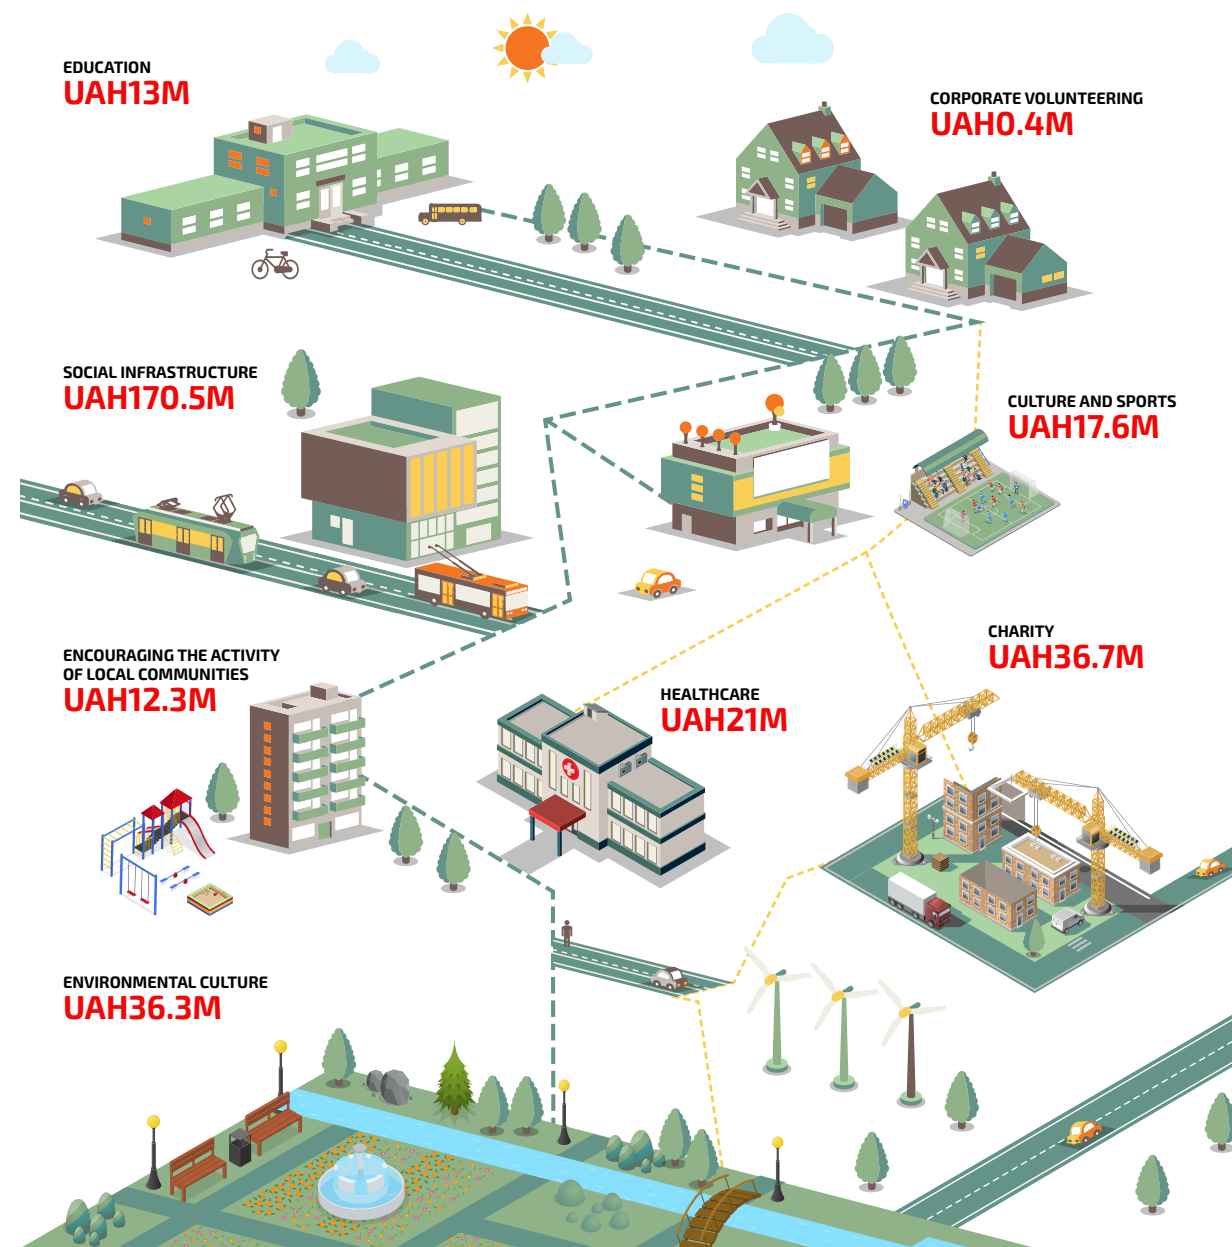 EDUCATION
UAH13M
CORPORATE VOLUNTEERING
UAH0.4M
SOCIAL INFRASTRUCTURE
UAH170.5M
CULTURE AND SPORTS
UAH17.6M
CHARITY
UAH36.7M
ENCOURAGING THE ACTIVITY
OF LOCAL COMMUNITIES
UAH12.3M
HEALTHCARE
UAH21M
ENVIRONMENTAL CULTURE
UAH36.3M